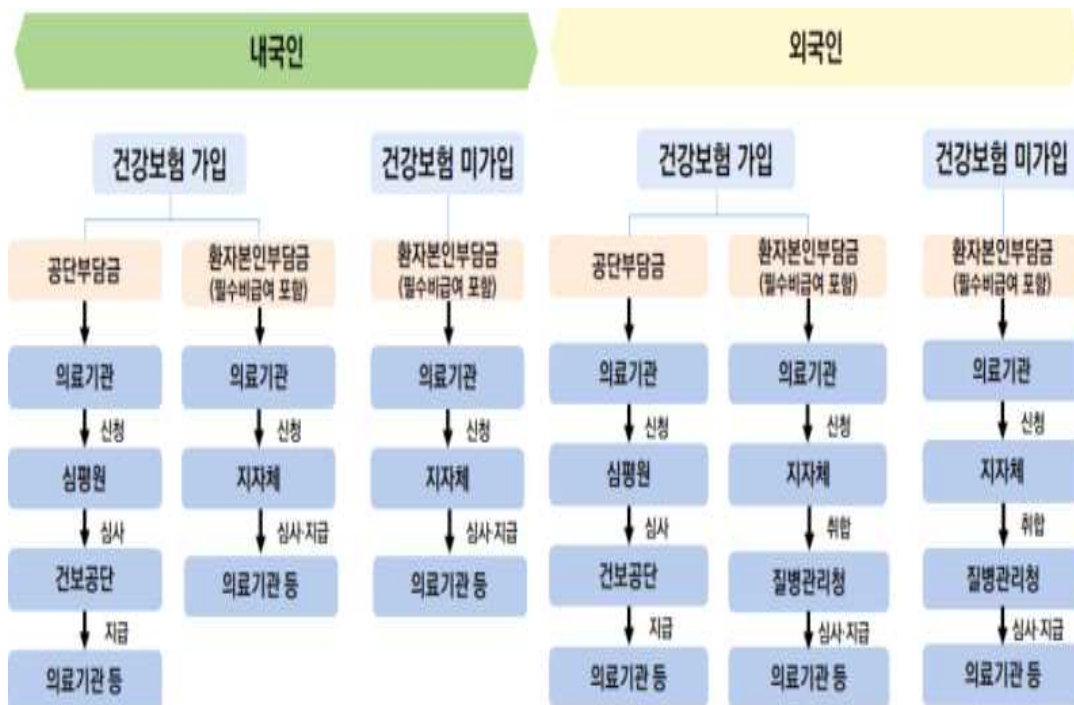 내국인
외국인
건강보험 가입
건강보험 미가입
건강보험 가입
건강보험 미가입
공단부담금
환자본인부담금
(필수비급여 포함)
환자본인부담금
(필수비급여 포함)
공단부담금
환자본인부담금
(필수비급여 포함)
환자본인부담금
(필수비급여 포함)
의료기관
의료기관
의료기관
의료기관
의료기관
의료기관
신청
신청
신청
신청
신청
신청
심평원
지자체
지자체
심평원
지자체
지자체
심사
심사·지급
심사·지급
심사
취합
취합
건보공단
의료기관 등
의료기관 등
건보공단
질병관리청
질병관리청
지급
지급
심사·지급
심사·지급
의료기관 등
의료기관 등
의료기관 등
의료기관 등